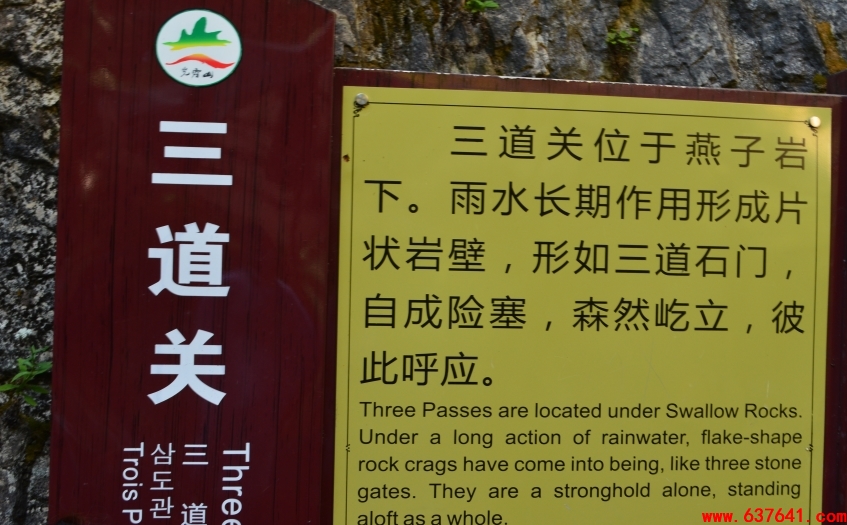 三道关
Three
三道
삼도관
Trois P
三道关位于燕子岩
下。雨水长期作用形成片
状岩壁，形如三道石门，
自成险塞，森然屹立，彼
此呼应。
Three Passes are located under Swallow Rocks.
Under a long action of rainwater, flake-shape
rock crags have come into being, like three stone
gates. They are a stronghold alone, standing
aloft as a whole.
www.637641.com